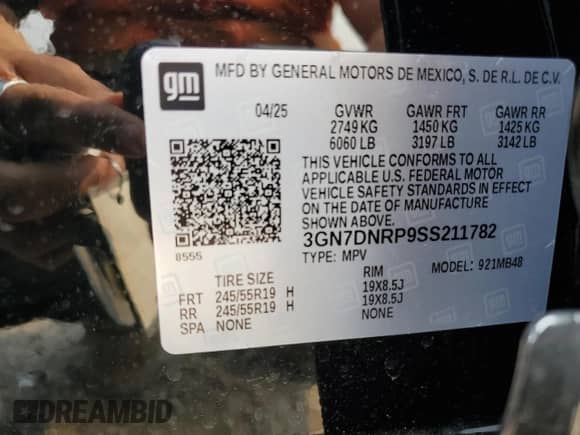 gm
MFD BY GENERAL MOTORS DE MEXICO, S. DE R.L. DE C.V.
04/25 GVWR GAWR FRT GAWR RR
2749 KG 1450 KG 1425 KG
6060 LB 3197 LB 3142 LB
THIS VEHICLE CONFORMS TO ALL
APPLICABLE U.S. FEDERAL MOTOR
VEHICLE SAFETY STANDARDS IN EFFECT
ON THE DATE OF MANUFACTURE
SHOWN ABOVE.
3GN7DNRP9SS211782
8555 TYPE: MPV MODEL: 921MB48
TIRE SIZE RIM
FRT 245/55R19 H 19X8.5J
RR 245/55R19 H 19X8.5J
SPA NONE NONE
DREAMBID